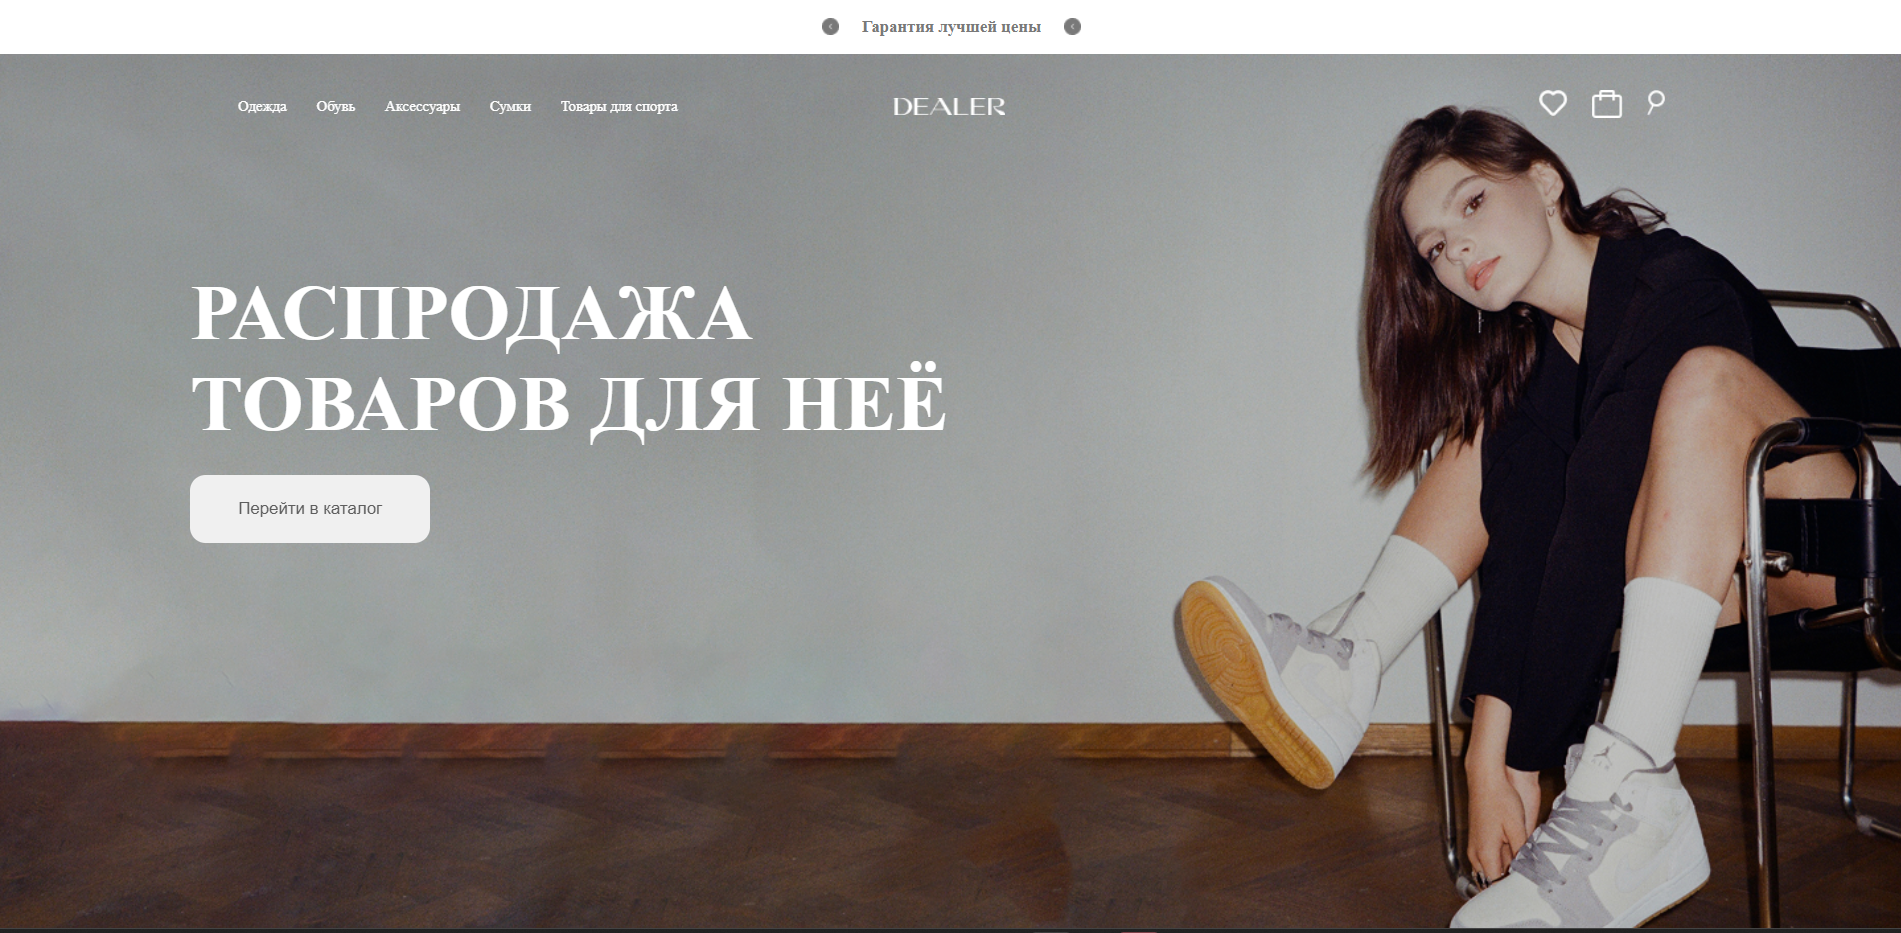 Гарантия лучшей цены
Одежда Обувь Аксессуары Сумки Товары для спорта DEALER
РАСПРОДАЖА
ТОВАРОВ ДЛЯ НЕЁ
Перейти в каталог